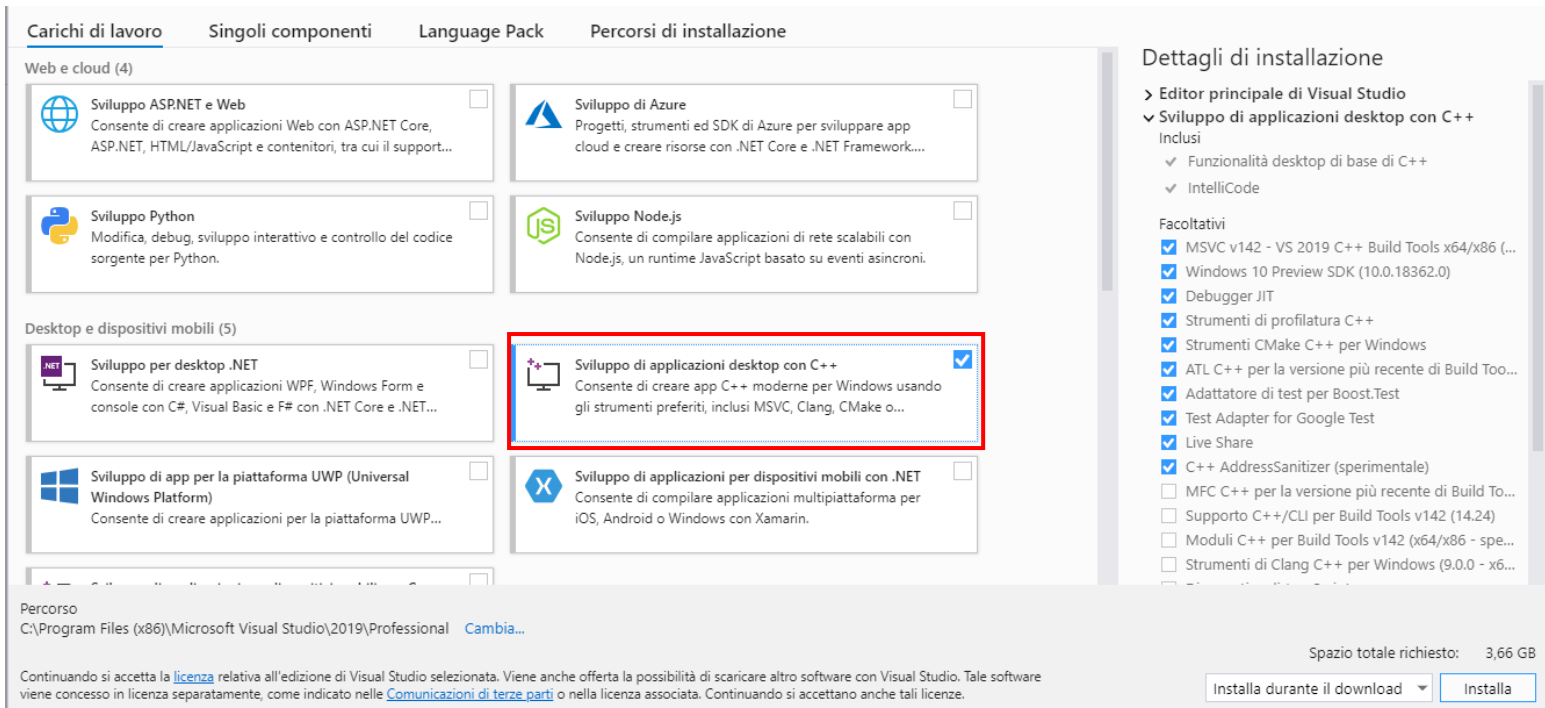 Carichi di lavoro Singoli componenti Language Pack Percorsi di installazione
Web e cloud (4)
Sviluppo ASP.NET e Web
Consente di creare applicazioni Web con ASP.NET Core,
ASP.NET, HTML/JavaScript e contenitori, tra cui il support...
Sviluppo di Azure
Progetti, strumenti ed SDK di Azure per sviluppare app
cloud e creare risorse con .NET Core e .NET Framework....
Sviluppo Python
Modifica, debug, sviluppo interattivo e controllo del codice
sorgente per Python.
JS
Sviluppo Node.js
Consente di compilare applicazioni di rete scalabili con
Node.js, un runtime JavaScript basato su eventi asincroni.
Desktop e dispositivi mobili (5)
.NET
Sviluppo per desktop .NET
Consente di creare applicazioni WPF, Windows Form e
console con C#, Visual Basic e F# con .NET Core e .NET...
Sviluppo di applicazioni desktop con C++
Consente di creare app C++ moderne per Windows usando
gli strumenti preferiti, inclusi MSVC, Clang, CMake o...
Sviluppo di app per la piattaforma UWP (Universal
Windows Platform)
Consente di creare applicazioni per la piattaforma UWP...
Sviluppo di applicazioni per dispositivi mobili con .NET
Consente di compilare applicazioni multipiattaforma per
iOS, Android o Windows con Xamarin.
Dettagli di installazione
Editor principale di Visual Studio
Sviluppo di applicazioni desktop con C++
Inclusi
Funzionalità desktop di base di C++
IntelliCode
Facoltativi
MSVC v142 - VS 2019 C++ Build Tools x64/x86 (...
Windows 10 Preview SDK (10.0.18362.0)
Debugger JIT
Strumenti di profilatura C++
Strumenti CMake C++ per Windows
ATL C++ per la versione più recente di Build Too...
Adattatore di test per Boost.Test
Test Adapter for Google Test
Live Share
C++ AddressSanitizer (sperimentale)
MFC C++ per la versione più recente di Build To...
Supporto C++/CLI per Build Tools v142 (14.24)
Moduli C++ per Build Tools v142 (x64/x86 - spe...
Strumenti di Clang C++ per Windows (9.0.0 - x6...
Percorso
C:\Program Files (x86)\Microsoft Visual Studio\2019\Professional Cambia...
Continuando si accetta la licenza relativa all'edizione di Visual Studio selezionata. Viene anche offerta la possibilità di scaricare altro software con Visual Studio. Tale software
viene concesso in licenza separatamente, come indicato nelle Comunicazioni di terze parti o nella licenza associata. Continuando si accettano anche tali licenze.
Spazio totale richiesto: 3,66 GB
Installa durante il download Installa